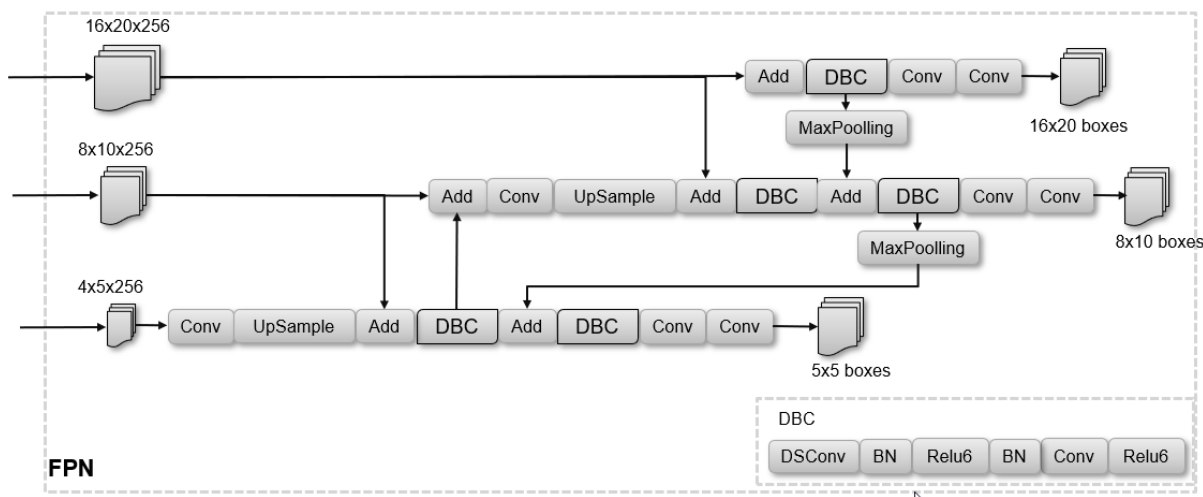 16x20x256
Add DBC Conv Conv
16x20 boxes
MaxPoolling
8x10x256
Add Conv UpSample Add DBC Add DBC Conv Conv
8x10 boxes
MaxPoolling
4x5x256
Conv UpSample Add DBC Add DBC Conv Conv
5x5 boxes
DBC
DSConv BN Relu6 BN Conv Relu6
FPN